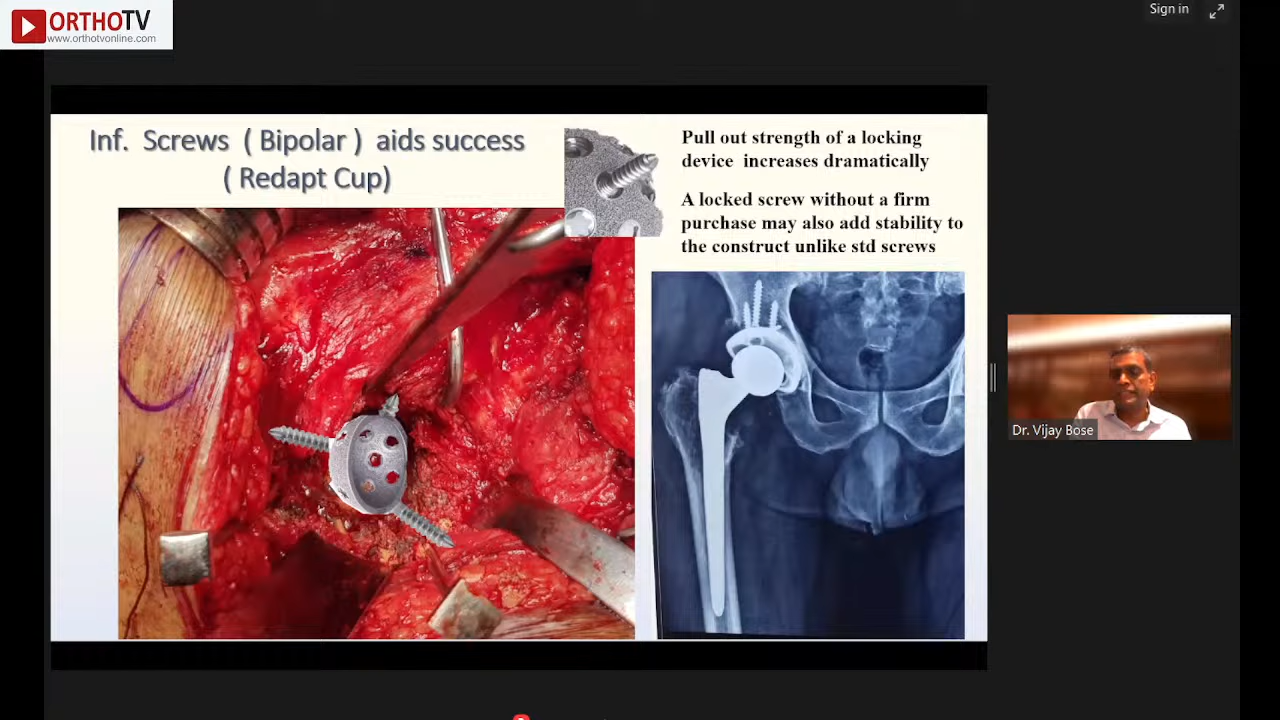 ORTHOTV
www.orthotvonline.com
Sign in
Inf. Screws ( Bipolar ) aids success
( Redapt Cup)
Pull out strength of a locking
device increases dramatically
A locked screw without a firm
purchase may also add stability to
the construct unlike std screws
Dr. Vijay Bose